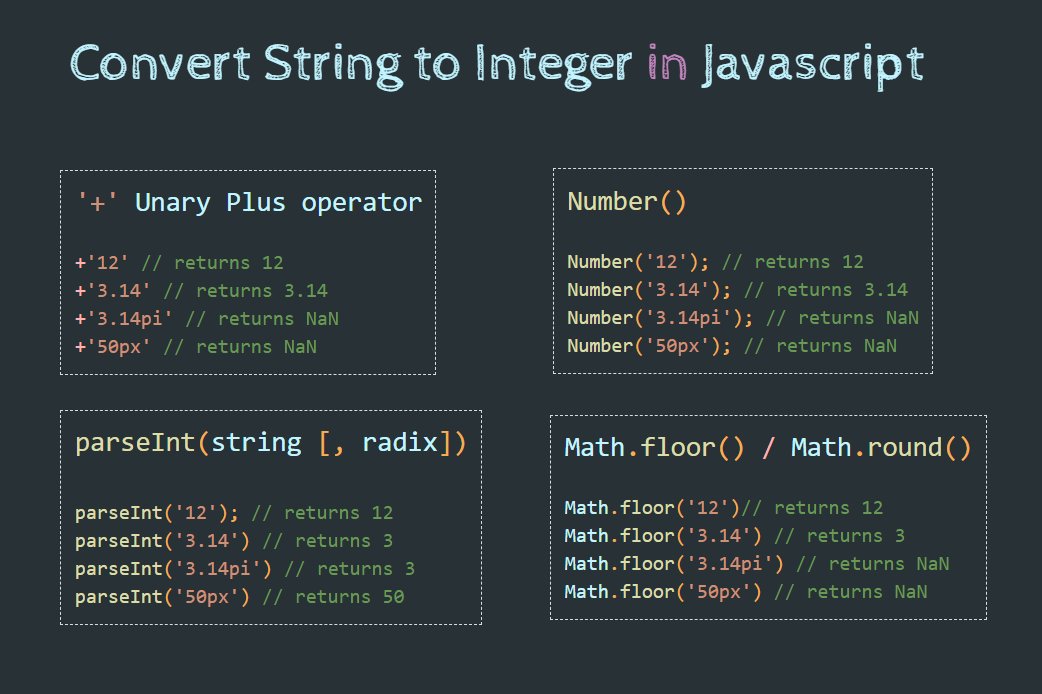 Convert String to Integer in Javascript
'+' Unary Plus operator
+'12' // returns 12
+'3.14' // returns 3.14
+'3.14pi' // returns NaN
+'50px' // returns NaN
Number()
Number('12'); // returns 12
Number('3.14'); // returns 3.14
Number('3.14pi'); // returns NaN
Number('50px'); // returns NaN
parseInt(string [, radix])
parseInt('12'); // returns 12
parseInt('3.14') // returns 3
parseInt('3.14pi') // returns 3
parseInt('50px') // returns 50
Math.floor() / Math.round()
Math.floor('12')// returns 12
Math.floor('3.14') // returns 3
Math.floor('3.14pi') // returns NaN
Math.floor('50px') // returns NaN